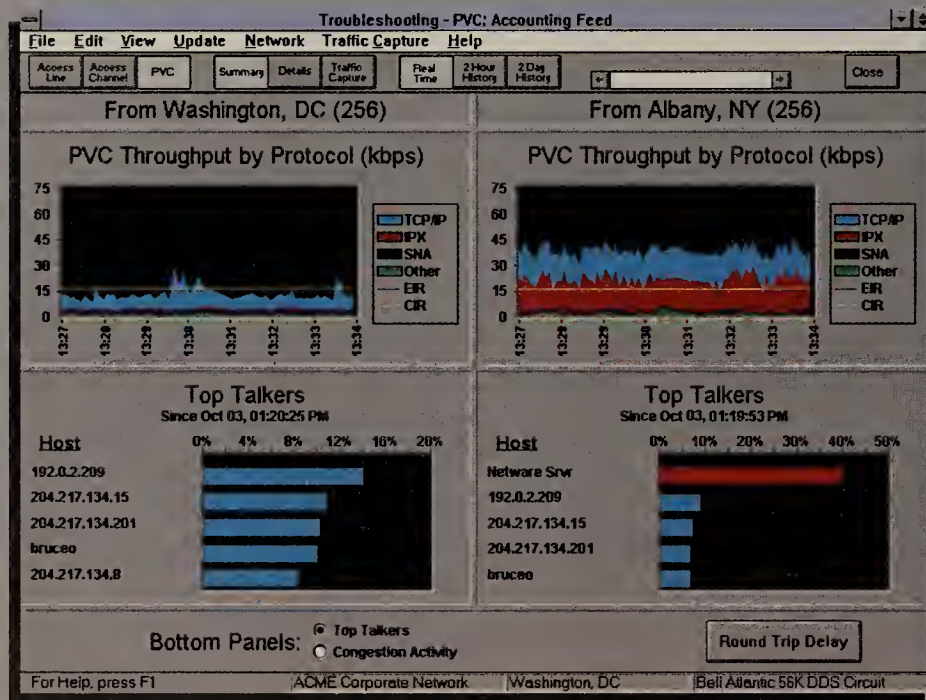 Troubleshooting - PVC: Accounting Feed
File Edit View Update Network Traffic Capture Help
Access Line
Access Channel
PVC
Summary
Details
Traffic Capture
Real Time
2 Hour History
2 Day History
Close
From Washington, DC (256)
PVC Throughput by Protocol (kbps)
75
60
45
30
15
0
13:27
13:28
13:29
13:30
13:31
13:32
13:33
13:34
TCP/IP
IPX
SNA
Other
EIR
CIR
From Albany, NY (256)
PVC Throughput by Protocol (kbps)
75
60
45
30
15
0
13:27
13:29
13:29
13:30
13:31
13:32
13:33
13:34
TCP/IP
IPX
SNA
Other
EIR
CIR
Top Talkers
Since Oct 03, 01:20:25 PM
Host
0% 4% 8% 12% 16% 20%
192.0.2.209
204.217.134.15
204.217.134.201
bruceo
204.217.134.8
Top Talkers
Since Oct 03, 01:19:53 PM
Host
0% 10% 20% 30% 40% 50%
Netware Srvr
192.0.2.209
204.217.134.15
204.217.134.201
bruceo
Bottom Panels:
Top Talkers
Congestion Activity
Round Trip Delay
For Help, press F1
ACME Corporate Network
Washington, DC
Bell Atlantic 56K DDS Circuit